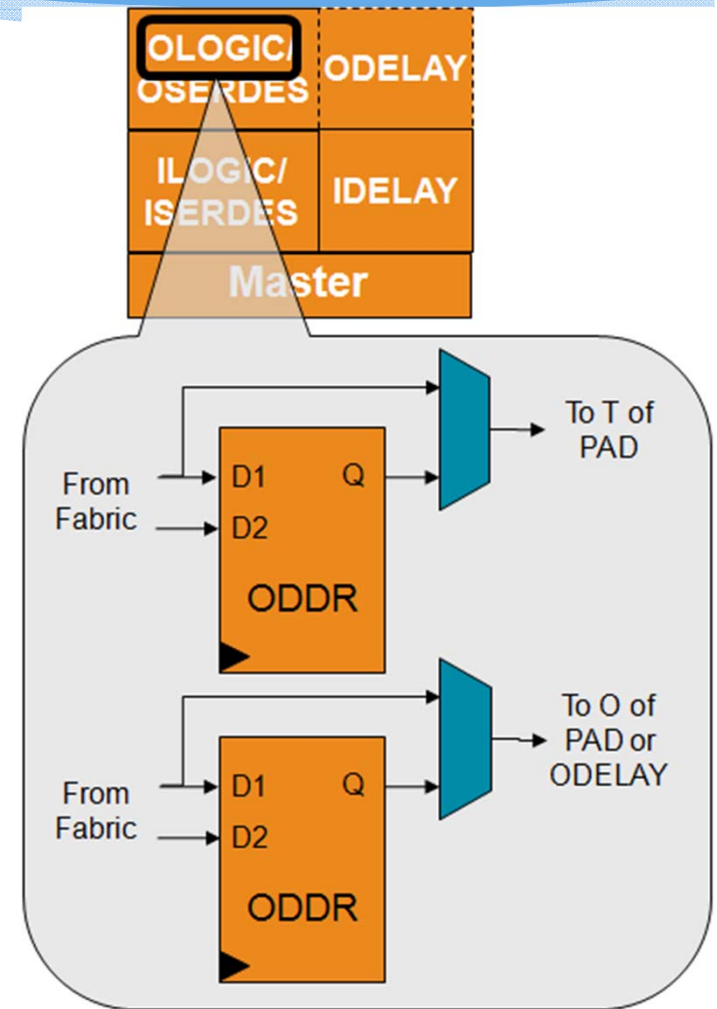 OLOGIC/
OSERDES
ODELAY
ILOGIC/
ISERDES
IDELAY
Master
From
Fabric
D1
Q
D2
ODDR
To T of
PAD
From
Fabric
D1
Q
D2
ODDR
To O of
PAD or
ODELAY